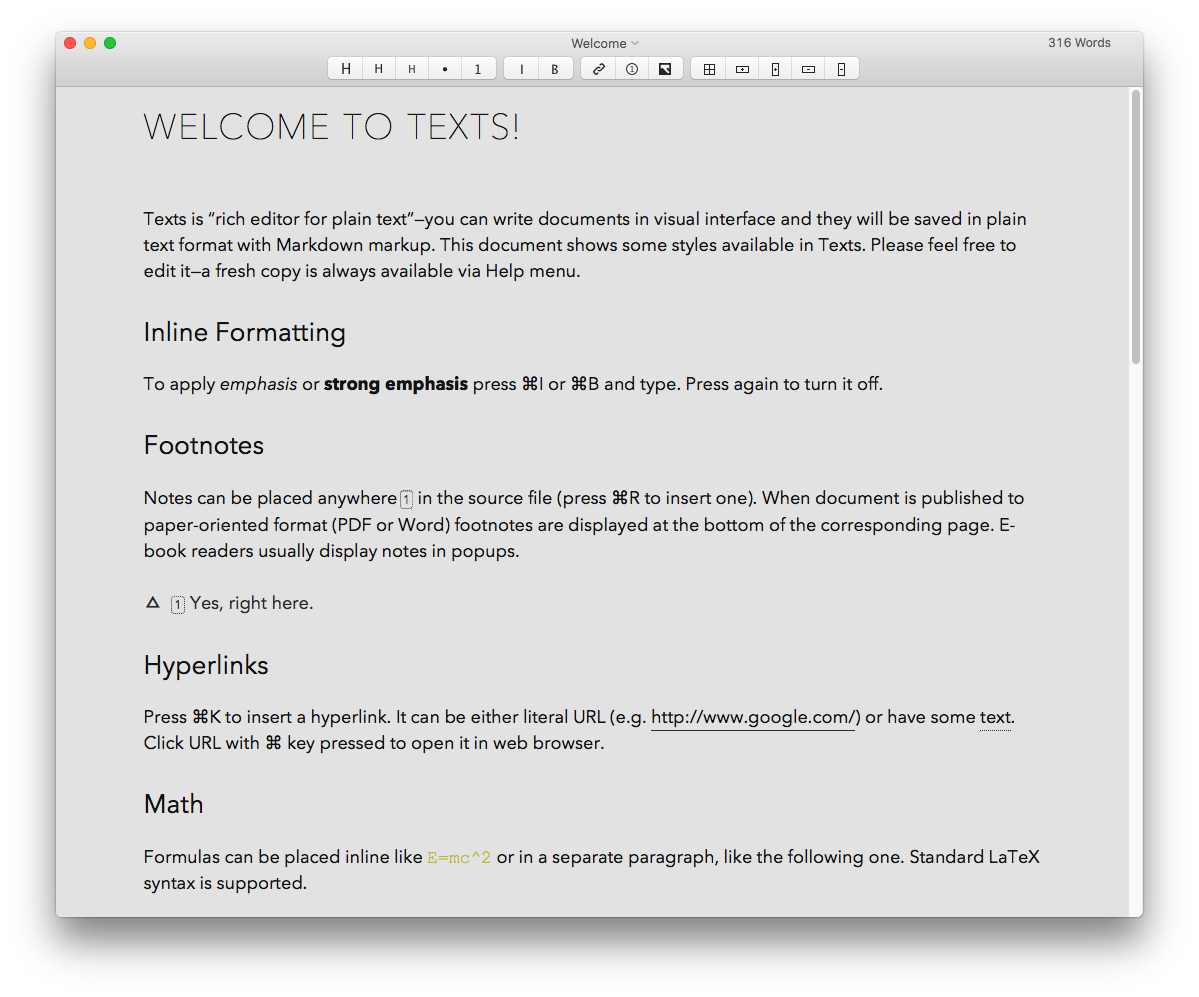 Welcome
316 Words
H H H • 1 I B 1
WELCOME TO TEXTS!
Texts is “rich editor for plain text”—you can write documents in visual interface and they will be saved in plain
text format with Markdown markup. This document shows some styles available in Texts. Please feel free to
edit it—a fresh copy is always available via Help menu.
Inline Formatting
To apply emphasis or strong emphasis press ⌘I or ⌘B and type. Press again to turn it off.
Footnotes
Notes can be placed anywhere 1 in the source file (press ⌘R to insert one). When document is published to
paper-oriented format (PDF or Word) footnotes are displayed at the bottom of the corresponding page. E-
book readers usually display notes in popups.
1 Yes, right here.
Hyperlinks
Press ⌘K to insert a hyperlink. It can be either literal URL (e.g. http://www.google.com/) or have some text.
Click URL with ⌘ key pressed to open it in web browser.
Math
Formulas can be placed inline like E=mc^2 or in a separate paragraph, like the following one. Standard LaTeX
syntax is supported.